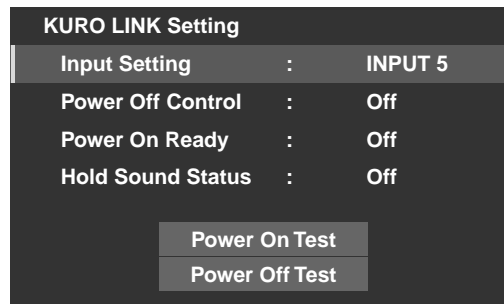 KURO LINK Setting
Input Setting : INPUT 5
Power Off Control : Off
Power On Ready : Off
Hold Sound Status : Off
Power On Test
Power Off Test